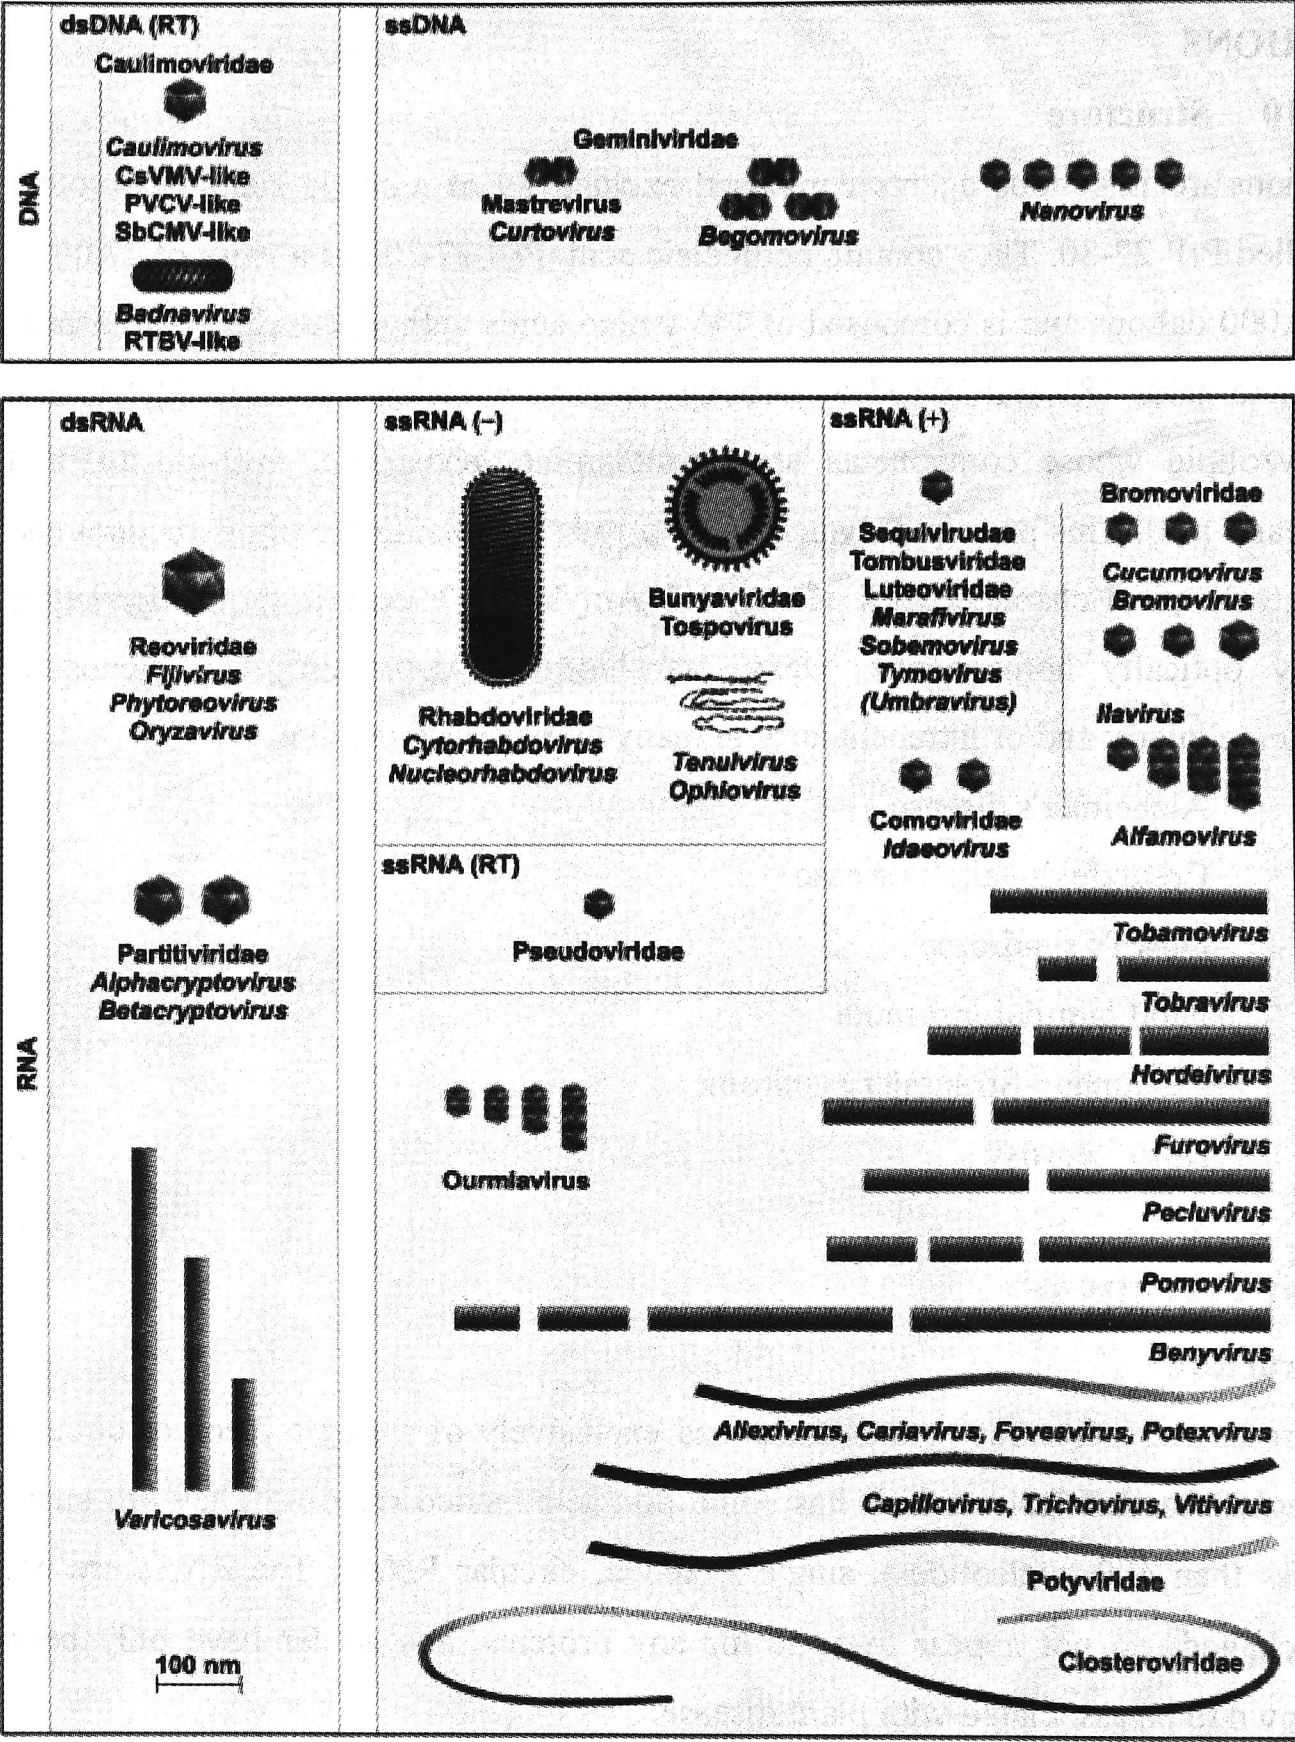 dsDNA (RT)
Caulimoviridae
Caulimovirus
CsVMV-like
PVCV-like
SbCMV-like
Badnavirus
RTBV-like
ssDNA
Geminiviridae
Mastrevirus
Curtovirus
Begomovirus
Nanovirus
DNA
dsRNA
Reoviridae
Fijivirus
Phytoreovirus
Oryzavirus
Partitiviridae
Alphacryptovirus
Betacryptovirus
Varicosavirus
100 nm
RNA
ssRNA (−)
Rhabdoviridae
Cytorhabdovirus
Nucleorhabdovirus
Bunyaviridae
Tospovirus
Tenuivirus
Ophiovirus
ssRNA (RT)
Pseudoviridae
ssRNA (+)
Sequivirudae
Tombusviridae
Luteoviridae
Marafivirus
Sobemovirus
Tymovirus
(Umbravirus)
Comoviridae
Idaeovirus
Bromoviridae
Cucumovirus
Bromovirus
Ilavirus
Alfamovirus
Ourmiavirus
Tobamovirus
Tobravirus
Hordeivirus
Furovirus
Pecluvirus
Pomovirus
Benyvirus
Allexivirus, Carlavirus, Foveavirus, Potexvirus
Capillovirus, Trichovirus, Vitivirus
Potyviridae
Closteroviridae